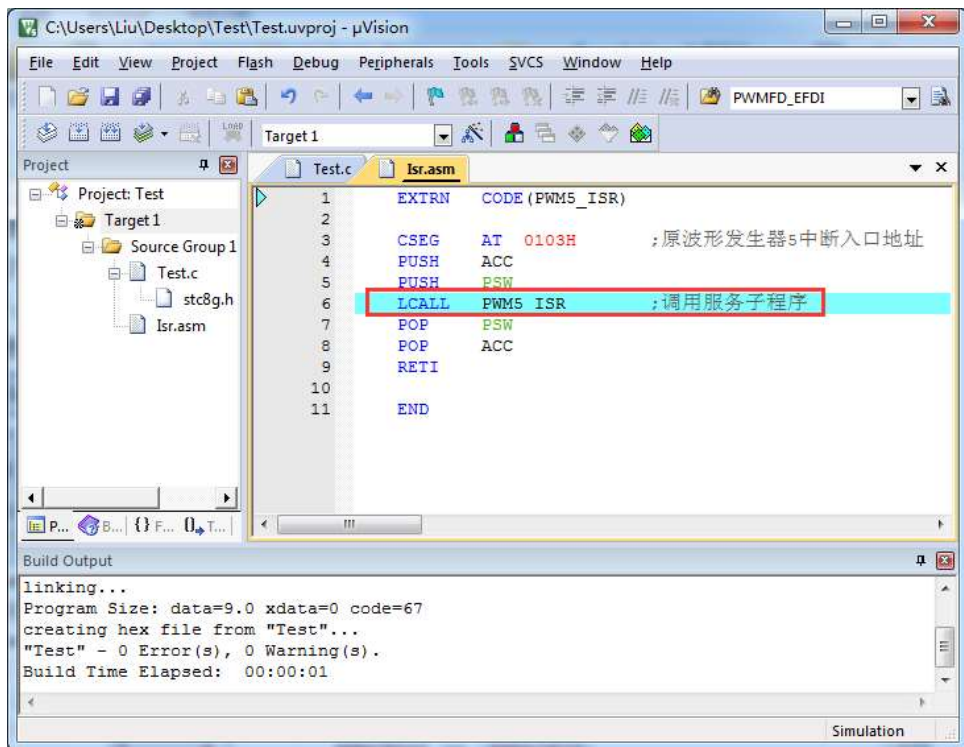 C:\Users\Liu\Desktop\Test\Test.uvproj - µVision
File Edit View Project Flash Debug Peripherals Tools SVCS Window Help
PWMFD_EFDI
LOAD Target 1
Project
Test.c Isr.asm
Project: Test
Target 1
Source Group 1
Test.c
stc8g.h
Isr.asm
1 EXTRN CODE(PWM5_ISR)
2
3 CSEG AT 0103H ;原波形发生器5中断入口地址
4 PUSH ACC
5 PUSH PSW
6 LCALL PWM5_ISR ;调用服务子程序
7 POP PSW
8 POP ACC
9 RETI
10
11 END
P... B... {} F... 0 T...
Build Output
linking...
Program Size: data=9.0 xdata=0 code=67
creating hex file from "Test"...
"Test" - 0 Error(s), 0 Warning(s).
Build Time Elapsed: 00:00:01
Simulation